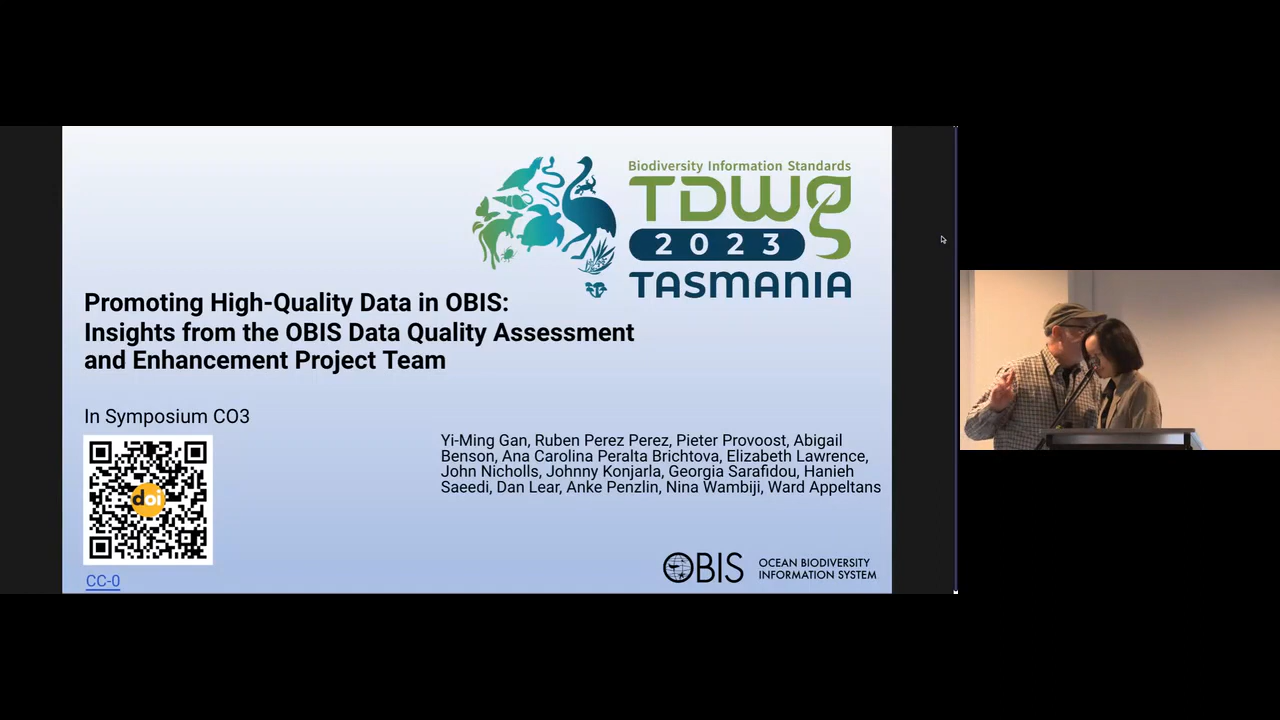 Biodiversity Information Standards
TDWG
2023
TASMANIA
Promoting High-Quality Data in OBIS:
Insights from the OBIS Data Quality Assessment
and Enhancement Project Team
In Symposium CO3
Yi-Ming Gan, Ruben Perez Perez, Pieter Provoost, Abigail
Benson, Ana Carolina Peralta Brichtova, Elizabeth Lawrence,
John Nicholls, Johnny Konjarla, Georgia Sarafidou, Hanieh
Saeedi, Dan Lear, Anke Penzlin, Nina Wambiji, Ward Appeltans
doi
CC-0
OBIS
OCEAN BIODIVERSITY
INFORMATION SYSTEM